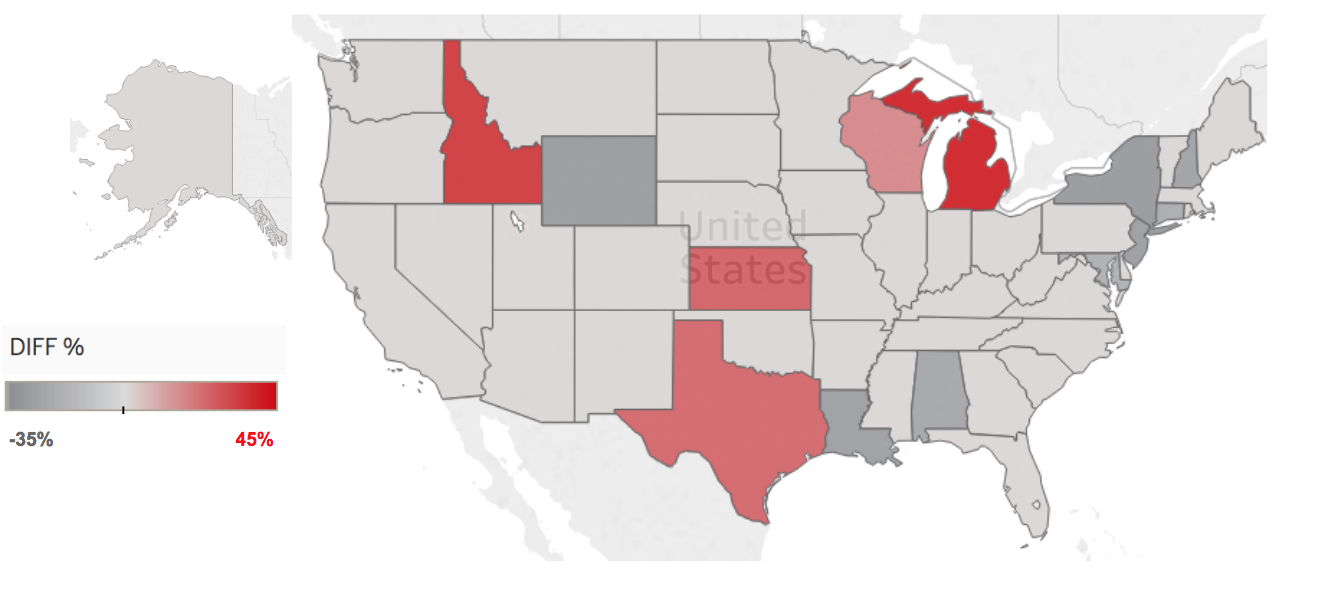 United
States
DIFF %
-35%
45%